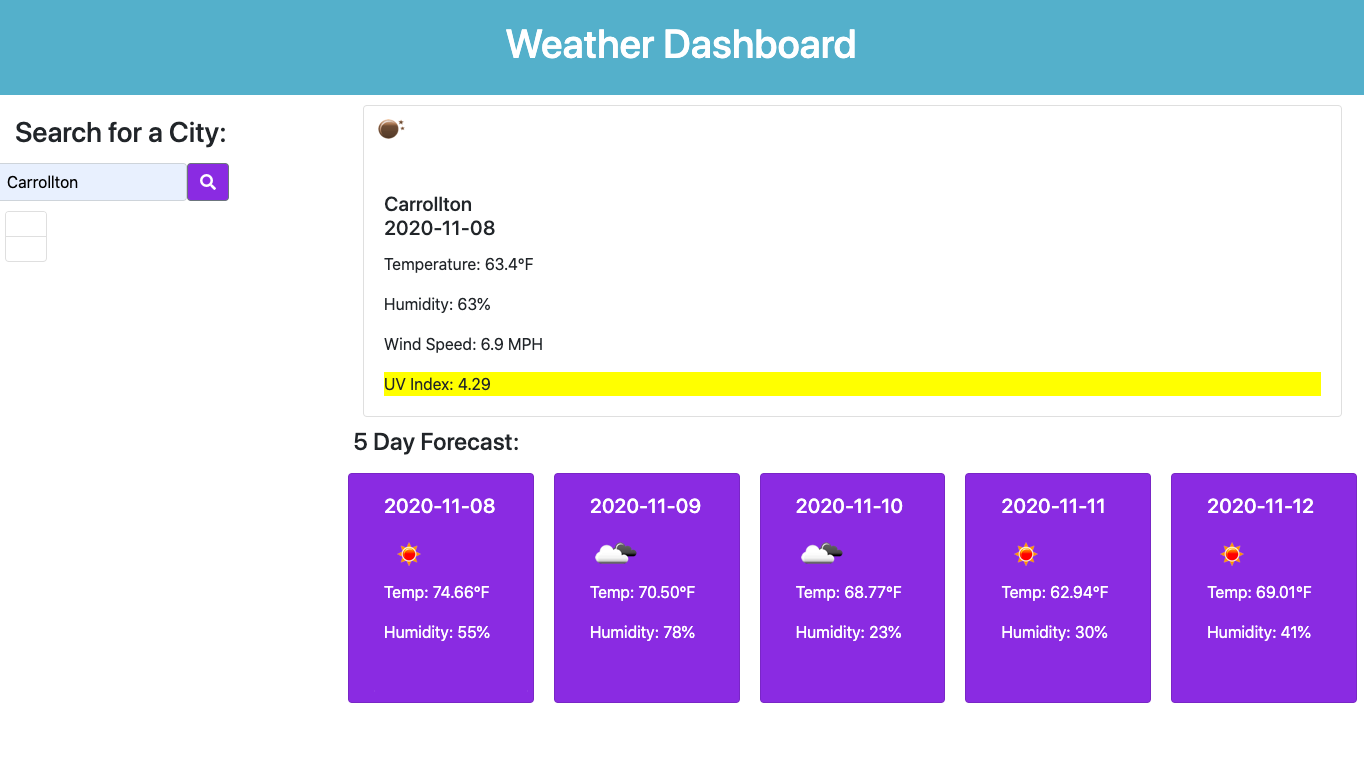 Weather Dashboard
Search for a City:
Carrollton
Carrollton
2020-11-08
Temperature: 63.4°F
Humidity: 63%
Wind Speed: 6.9 MPH
UV Index: 4.29
5 Day Forecast:
2020-11-08
Temp: 74.66°F
Humidity: 55%
2020-11-09
Temp: 70.50°F
Humidity: 78%
2020-11-10
Temp: 68.77°F
Humidity: 23%
2020-11-11
Temp: 62.94°F
Humidity: 30%
2020-11-12
Temp: 69.01°F
Humidity: 41%